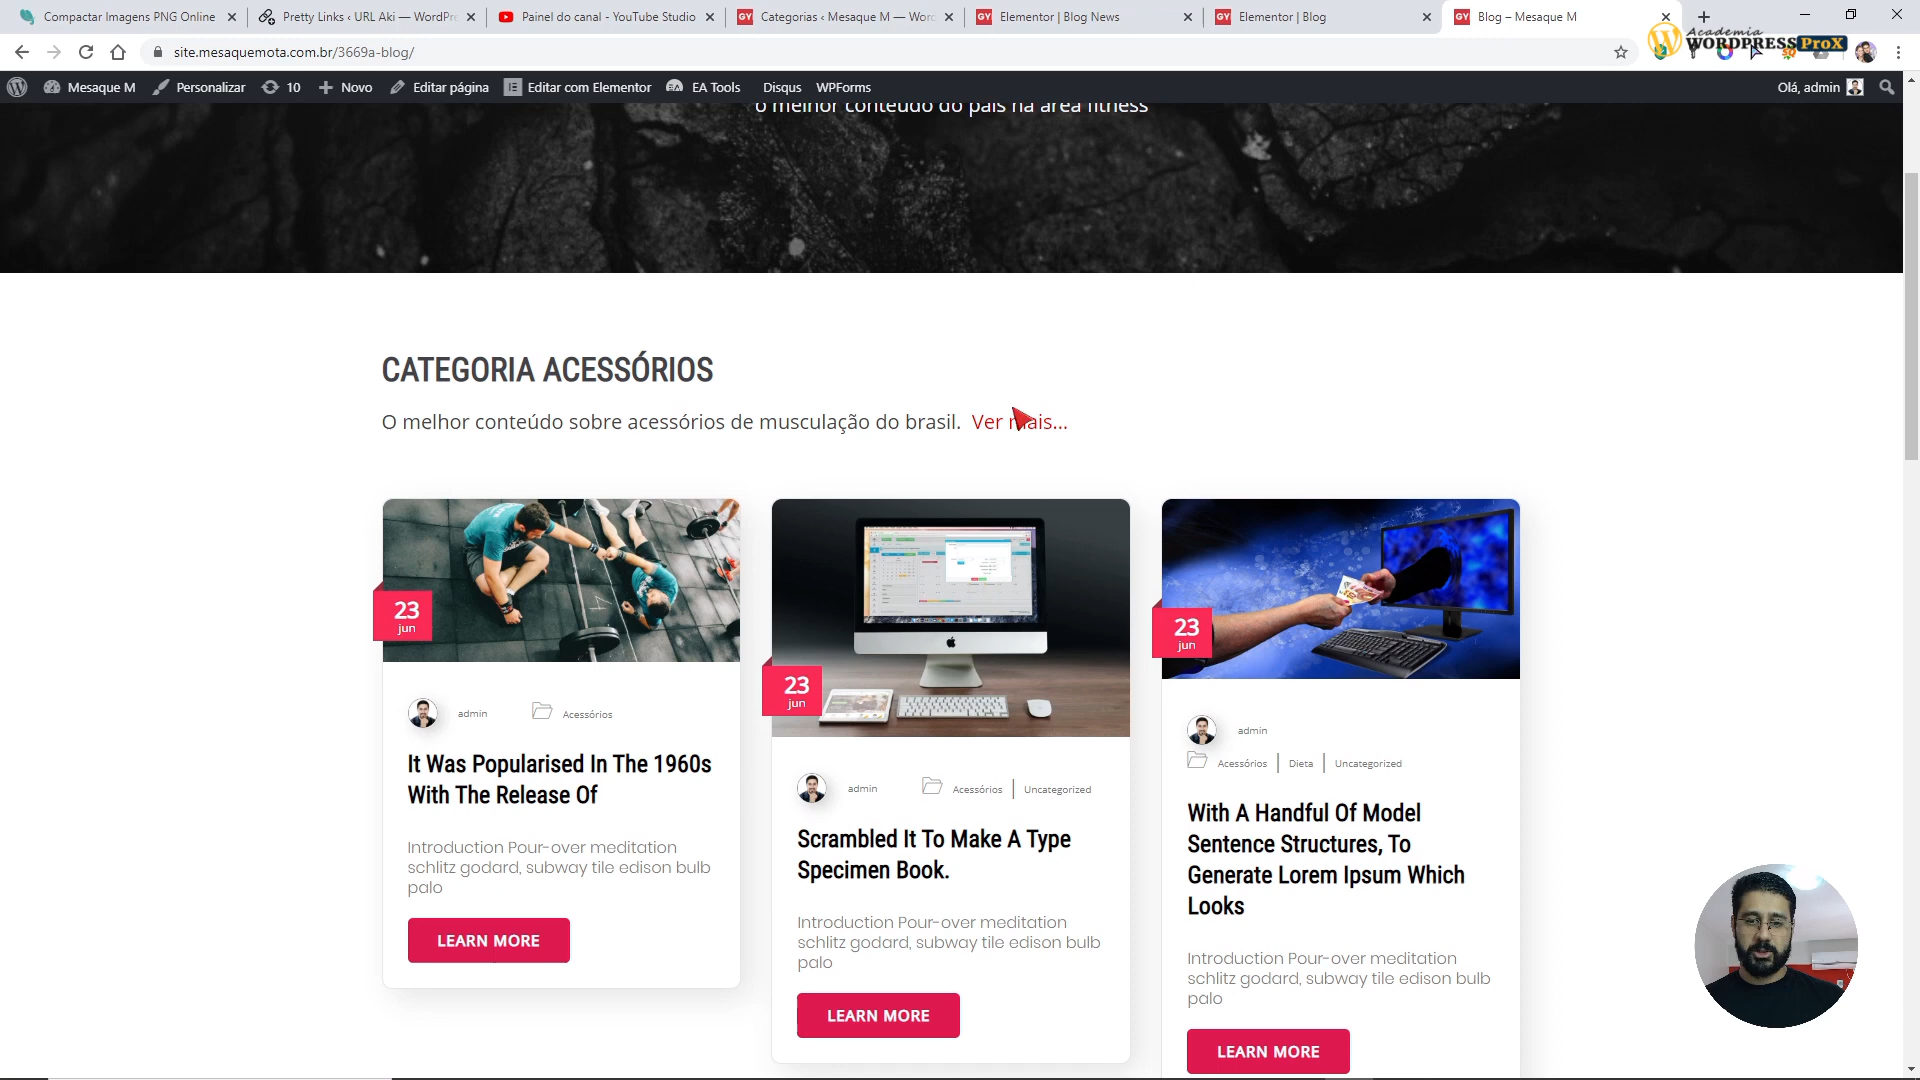 Compactar Imagens PNG Online
Pretty Links ‹ URL Aki — WordPre
Painel do canal - YouTube Studio
GY Categorias ‹ Mesaque M — Word
GY Elementor | Blog News
GY Elementor | Blog
GY Blog – Mesaque M
Academia
WORDPRESS ProX
site.mesaquemota.com.br/3669a-blog/
Mesaque M
Personalizar
10
Novo
Editar página
Editar com Elementor
EA Tools
Disqus
WPForms
Olá, admin
o melhor conteúdo do país na área fitness
CATEGORIA ACESSÓRIOS
O melhor conteúdo sobre acessórios de musculação do brasil. Ver mais...
23
jun
admin
Acessórios
It Was Popularised In The 1960s
With The Release Of
Introduction Pour-over meditation
schlitz godard, subway tile edison bulb
palo
LEARN MORE
23
jun
admin
Acessórios | Uncategorized
Scrambled It To Make A Type
Specimen Book.
Introduction Pour-over meditation
schlitz godard, subway tile edison bulb
palo
LEARN MORE
23
jun
admin
Acessórios | Dieta | Uncategorized
With A Handful Of Model
Sentence Structures, To
Generate Lorem Ipsum Which
Looks
Introduction Pour-over meditation
schlitz godard, subway tile edison bulb
palo
LEARN MORE